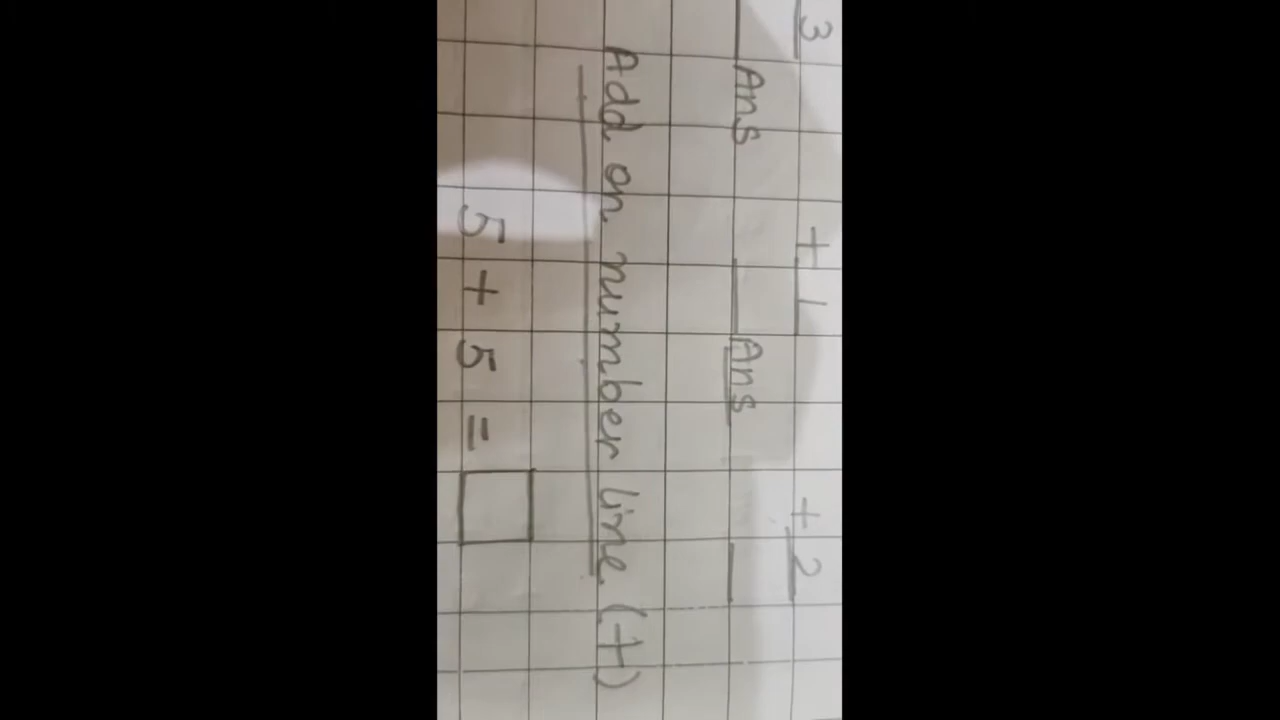 3 + 1 + 2
Ans Ans
Add on number line (+)
5 + 5 =